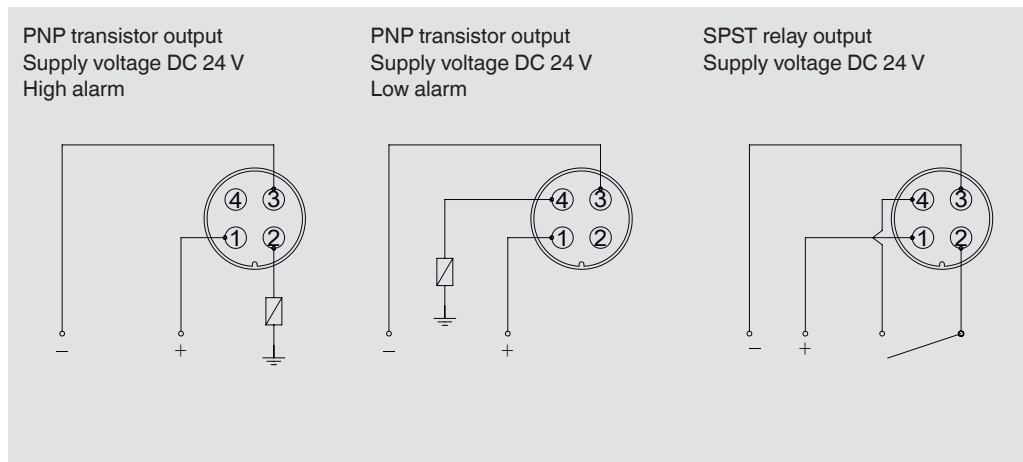 PNP transistor output
Supply voltage DC 24 V
High alarm
4 3
1 2
− +
PNP transistor output
Supply voltage DC 24 V
Low alarm
4 3
1 2
− +
SPST relay output
Supply voltage DC 24 V
4 3
1 2
− +